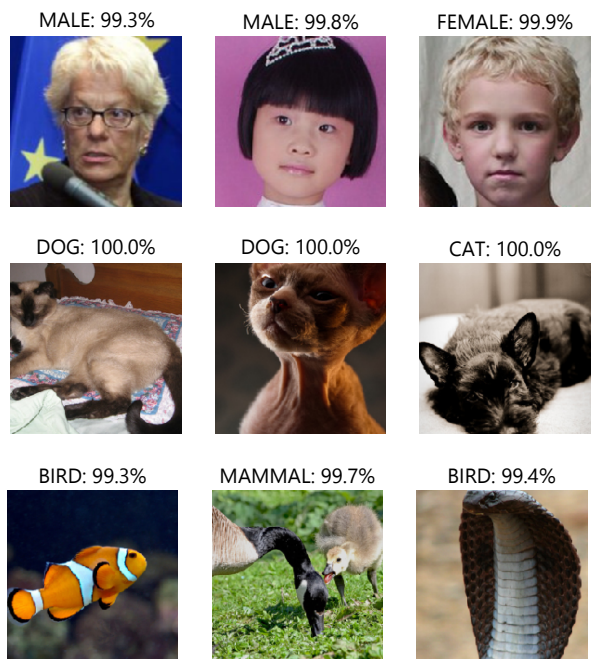 MALE: 99.3%
MALE: 99.8%
FEMALE: 99.9%
DOG: 100.0%
DOG: 100.0%
CAT: 100.0%
BIRD: 99.3%
MAMMAL: 99.7%
BIRD: 99.4%